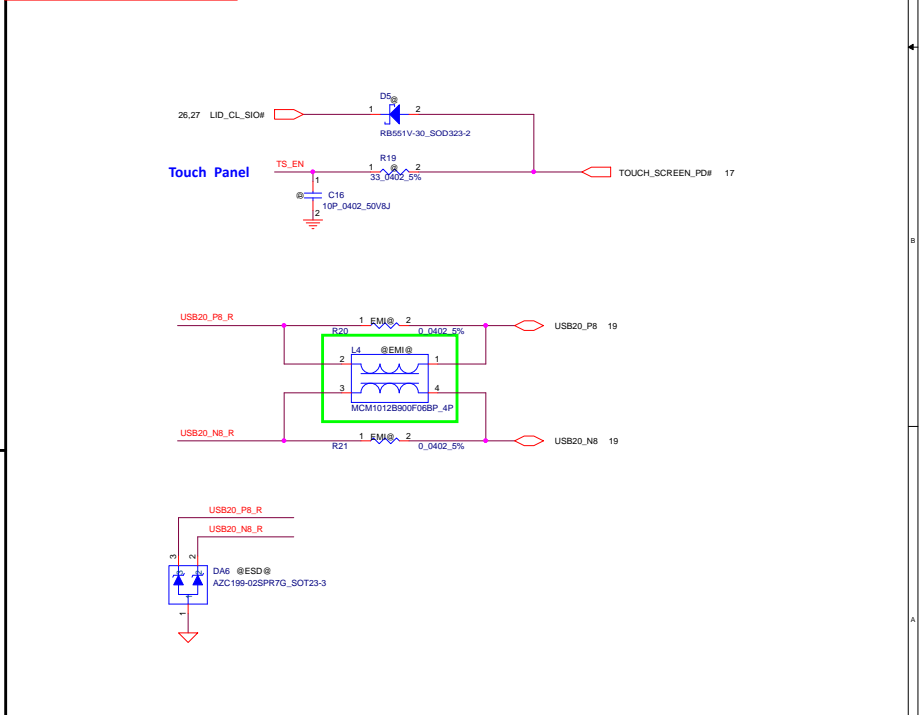 D5 @
1 2
26,27 LID_CL_SIO#
RB551V-30_SOD323-2
Touch Panel
TS_EN
R19
1 @ 2
33_0402_5%
TOUCH_SCREEN_PD# 17
1
@ C16
10P_0402_50V8J
2
B
USB20_P8_R
1 EMI@ 2
R20 0_0402_5%
USB20_P8 19
L4 @EMI@
2 1
3 4
MCM1012B900F06BP_4P
USB20_N8_R
1 EMI@ 2
R21 0_0402_5%
USB20_N8 19
USB20_P8_R
USB20_N8_R
3 2
DA6 @ESD@
AZC199-02SPR7G_SOT23-3
1
A